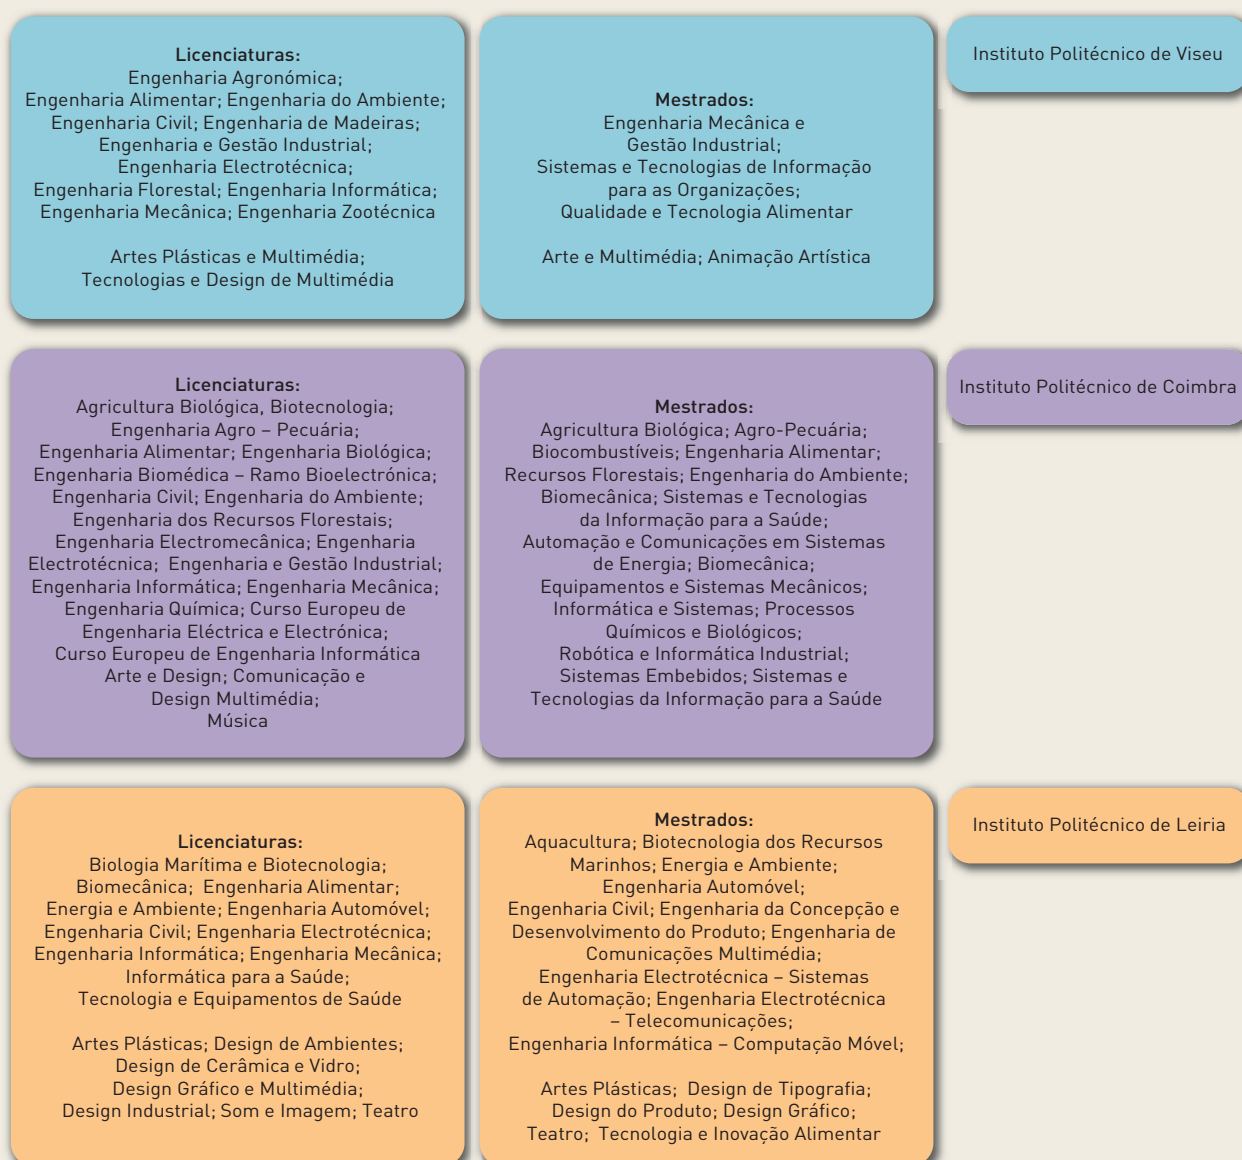 Licenciaturas:
Engenharia Agronómica;
Engenharia Alimentar; Engenharia do Ambiente;
Engenharia Civil; Engenharia de Madeiras;
Engenharia e Gestão Industrial;
Engenharia Electrotécnica;
Engenharia Florestal; Engenharia Informática;
Engenharia Mecânica; Engenharia Zootécnica
Artes Plásticas e Multimédia;
Tecnologias e Design de Multimédia
Mestrados:
Engenharia Mecânica e
Gestão Industrial;
Sistemas e Tecnologias de Informação
para as Organizações;
Qualidade e Tecnologia Alimentar
Arte e Multimédia; Animação Artística
Instituto Politécnico de Viseu
Licenciaturas:
Agricultura Biológica, Biotecnologia;
Engenharia Agro – Pecuária;
Engenharia Alimentar; Engenharia Biológica;
Engenharia Biomédica – Ramo Bioelectrónica;
Engenharia Civil; Engenharia do Ambiente;
Engenharia dos Recursos Florestais;
Engenharia Electromecânica; Engenharia
Electrotécnica; Engenharia e Gestão Industrial;
Engenharia Informática; Engenharia Mecânica;
Engenharia Química; Curso Europeu de
Engenharia Eléctrica e Electrónica;
Curso Europeu de Engenharia Informática
Arte e Design; Comunicação e
Design Multimédia;
Música
Mestrados:
Agricultura Biológica; Agro-Pecuária;
Biocombustíveis; Engenharia Alimentar;
Recursos Florestais; Engenharia do Ambiente;
Biomecânica; Sistemas e Tecnologias
da Informação para a Saúde;
Automação e Comunicações em Sistemas
de Energia; Biomecânica;
Equipamentos e Sistemas Mecânicos;
Informática e Sistemas; Processos
Químicos e Biológicos;
Robótica e Informática Industrial;
Sistemas Embebidos; Sistemas e
Tecnologias da Informação para a Saúde
Instituto Politécnico de Coimbra
Licenciaturas:
Biologia Marítima e Biotecnologia;
Biomecânica; Engenharia Alimentar;
Energia e Ambiente; Engenharia Automóvel;
Engenharia Civil; Engenharia Electrotécnica;
Engenharia Informática; Engenharia Mecânica;
Informática para a Saúde;
Tecnologia e Equipamentos de Saúde
Artes Plásticas; Design de Ambientes;
Design de Cerâmica e Vidro;
Design Gráfico e Multimédia;
Design Industrial; Som e Imagem; Teatro
Mestrados:
Aquacultura; Biotecnologia dos Recursos
Marinhos; Energia e Ambiente;
Engenharia Automóvel;
Engenharia Civil; Engenharia da Concepção e
Desenvolvimento do Produto; Engenharia de
Comunicações Multimédia;
Engenharia Electrotécnica – Sistemas
de Automação; Engenharia Electrotécnica
– Telecomunicações;
Engenharia Informática – Computação Móvel;
Artes Plásticas; Design de Tipografia;
Design do Produto; Design Gráfico;
Teatro; Tecnologia e Inovação Alimentar
Instituto Politécnico de Leiria